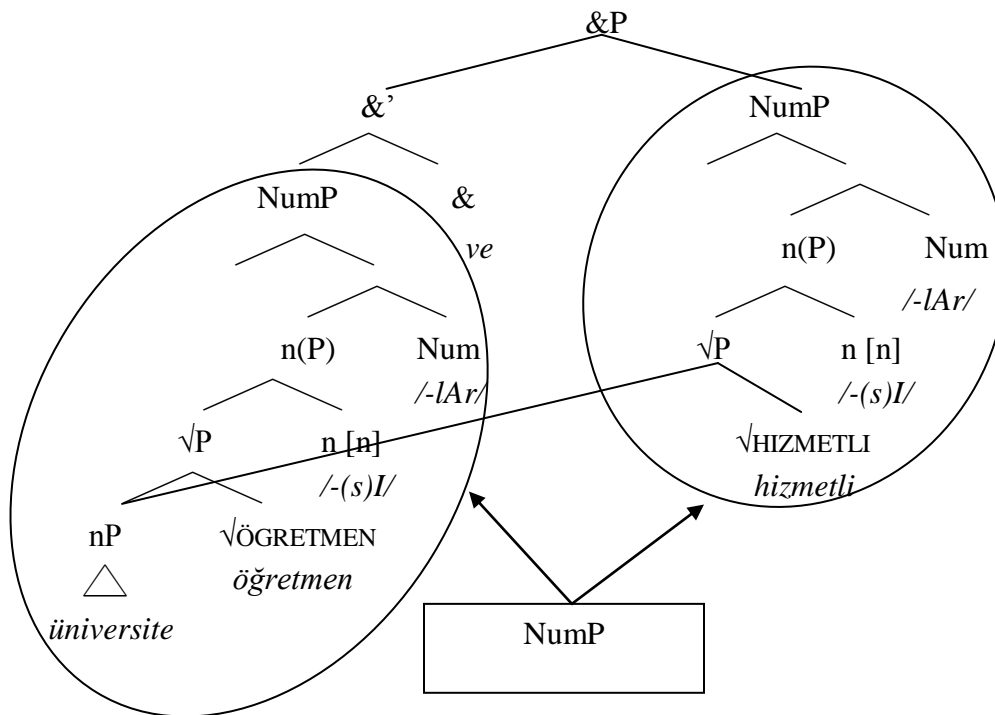 &P
&’ NumP
NumP &
ve n(P) Num
/-lAr/
n(P) Num √P n [n]
/-lAr/ /-(s)I/
√P n [n] √HIZMETLI
/-(s)I/ hizmetli
nP √ÖGRETMEN
öğretmen
üniversite NumP